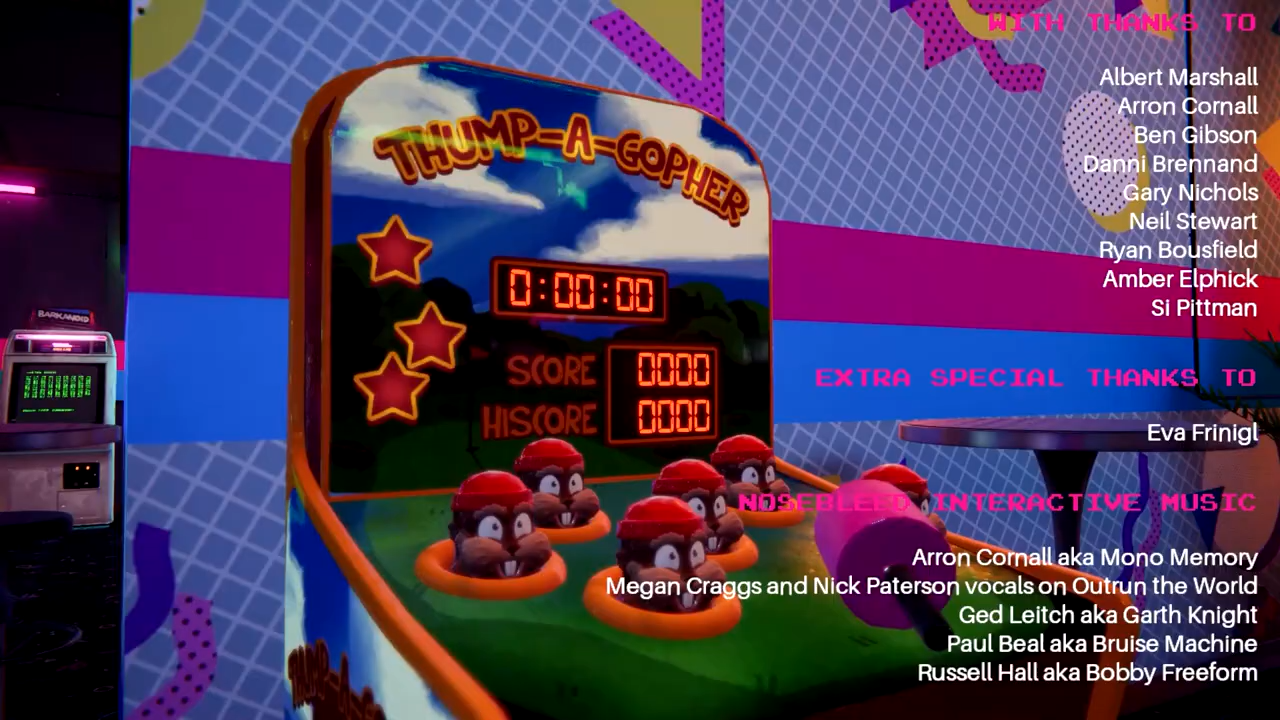 WITH THANKS TO
Albert Marshall
Arron Cornall
Ben Gibson
Danni Brennand
Gary Nichols
Neil Stewart
Ryan Bousfield
Amber Elphick
Si Pittman
EXTRA SPECIAL THANKS TO
Eva Frinigl
NOSEBLEED INTERACTIVE MUSIC
Arron Cornall aka Mono Memory
Megan Craggs and Nick Paterson vocals on Outrun the World
Ged Leitch aka Garth Knight
Paul Beal aka Bruise Machine
Russell Hall aka Bobby Freeform
THUMP-A-GOPHER
0:00:00
SCORE 0000
HISCORE 0000
BARKANOID
THUMP-A-G